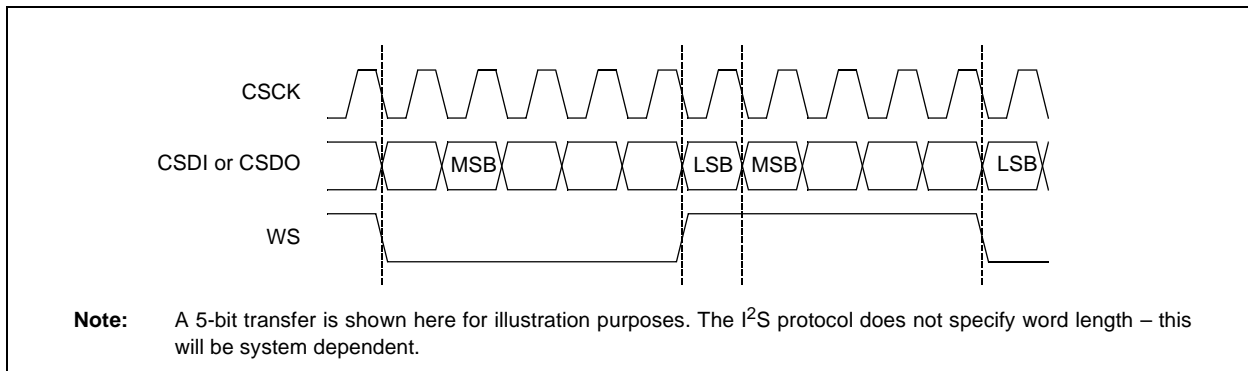 CSCK
CSDI or CSDO
MSB
LSB
MSB
LSB
WS
Note: A 5-bit transfer is shown here for illustration purposes. The I²S protocol does not specify word length – this
will be system dependent.